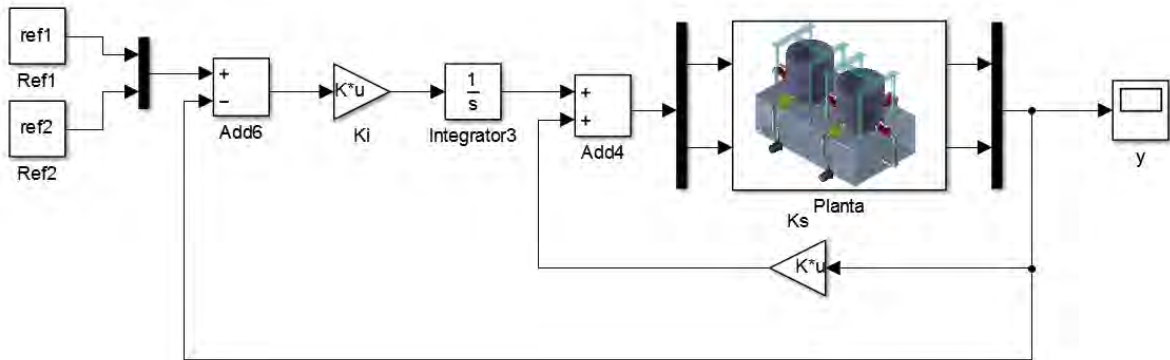 ref1
Ref1
ref2
Ref2
+
−
Add6
K*u
Ki
1
s
Integrator3
+
+
Add4
Planta
Ks
K*u
y